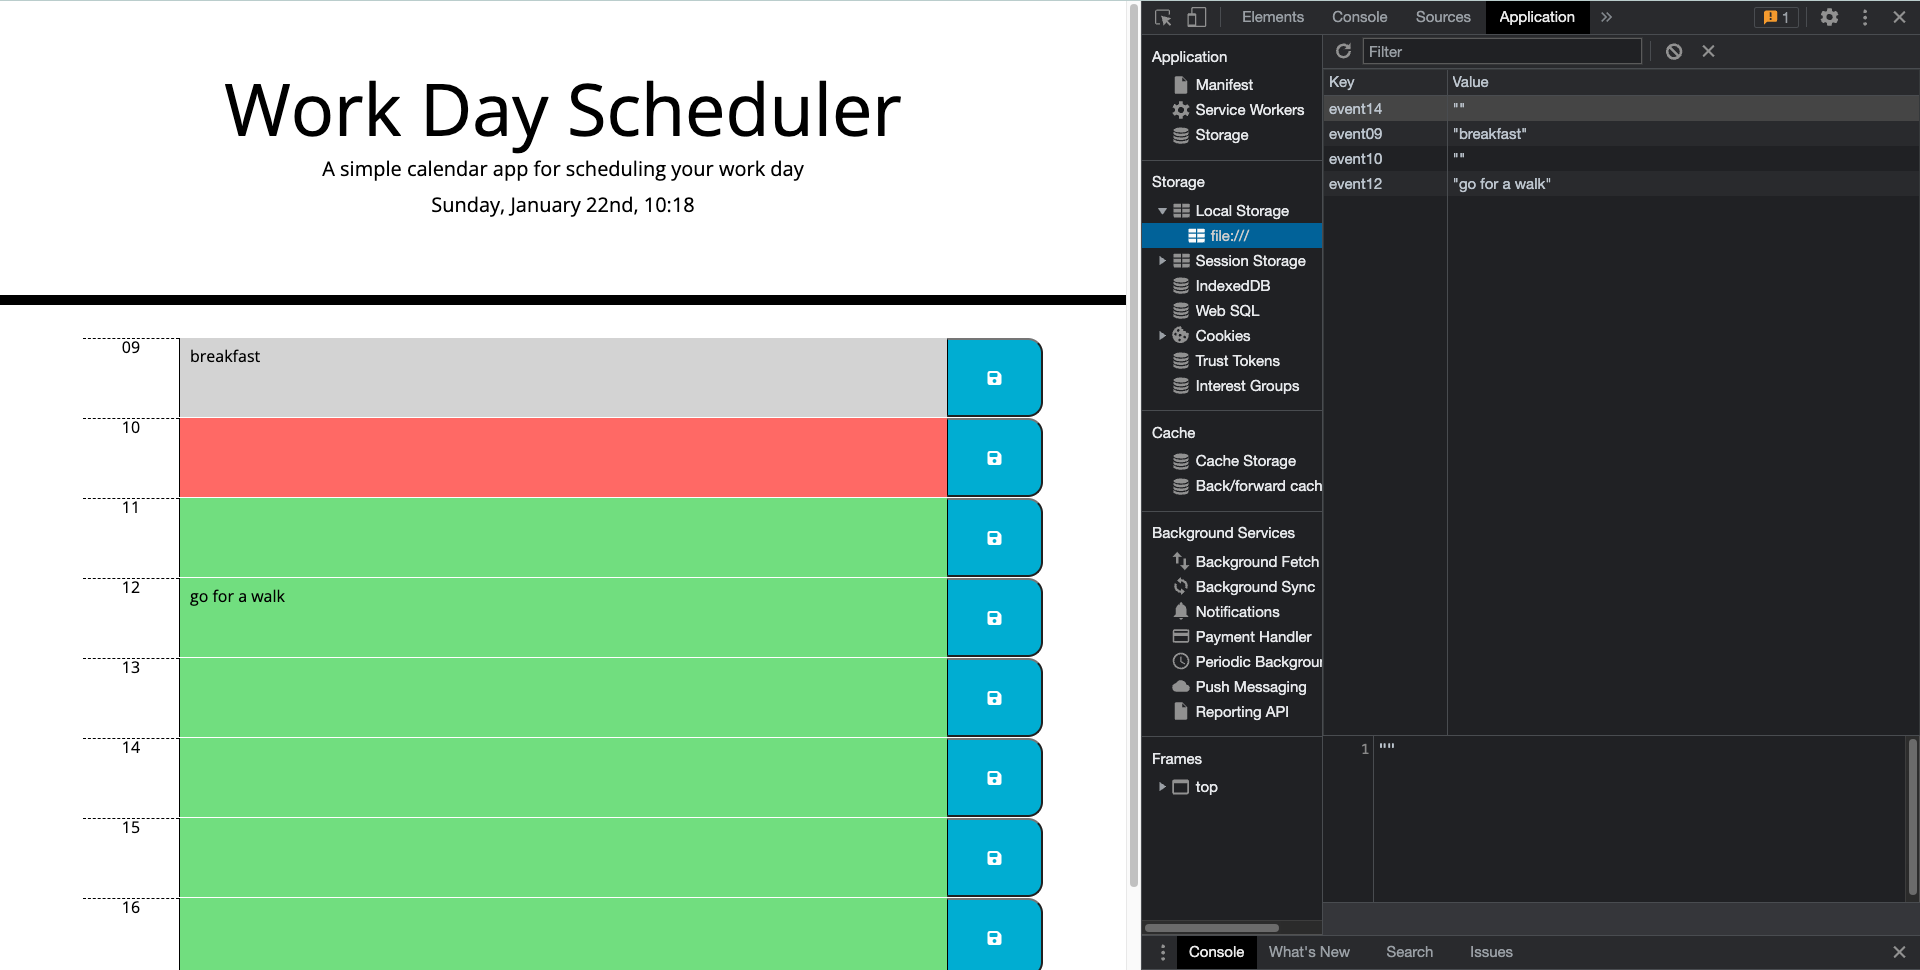 Work Day Scheduler
A simple calendar app for scheduling your work day
Sunday, January 22nd, 10:18
09
breakfast
10
11
12
go for a walk
13
14
15
16
Elements
Console
Sources
Application
1
Application
Manifest
Service Workers
Storage
Storage
Local Storage
file:///
Session Storage
IndexedDB
Web SQL
Cookies
Trust Tokens
Interest Groups
Cache
Cache Storage
Back/forward cach
Background Services
Background Fetch
Background Sync
Notifications
Payment Handler
Periodic Backgrou
Push Messaging
Reporting API
Frames
top
Filter
Key Value
event14 ""
event09 "breakfast"
event10 ""
event12 "go for a walk"
1 ""
Console
What's New
Search
Issues